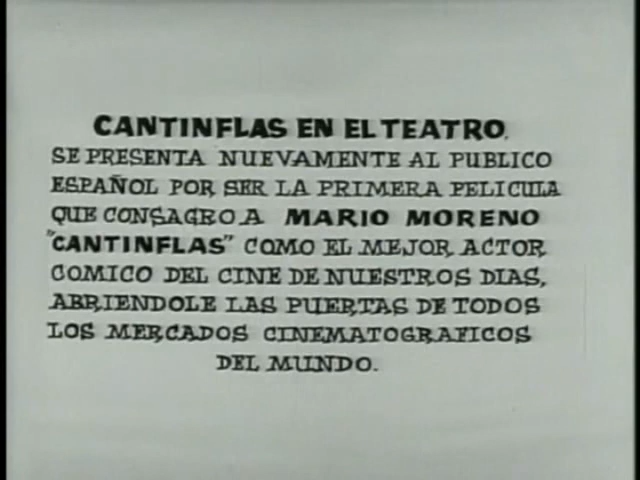 CANTINFLAS EN EL TEATRO,
SE PRESENTA NUEVAMENTE AL PUBLICO
ESPAÑOL POR SER LA PRIMERA PELICULA
QUE CONSAGRO A MARIO MORENO
"CANTINFLAS" COMO EL MEJOR ACTOR
COMICO DEL CINE DE NUESTROS DIAS,
ABRIENDOLE LAS PUERTAS DE TODOS
LOS MERCADOS CINEMATOGRAFICOS
DEL MUNDO.